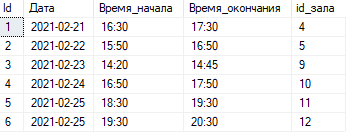 Id Дата Время_начала Время_окончания id_зала
1 2021-02-21 16:30 17:30 4
2 2021-02-22 15:50 16:50 5
3 2021-02-23 14:20 14:45 9
4 2021-02-24 16:50 17:50 10
5 2021-02-25 18:30 19:30 11
6 2021-02-25 19:30 20:30 12